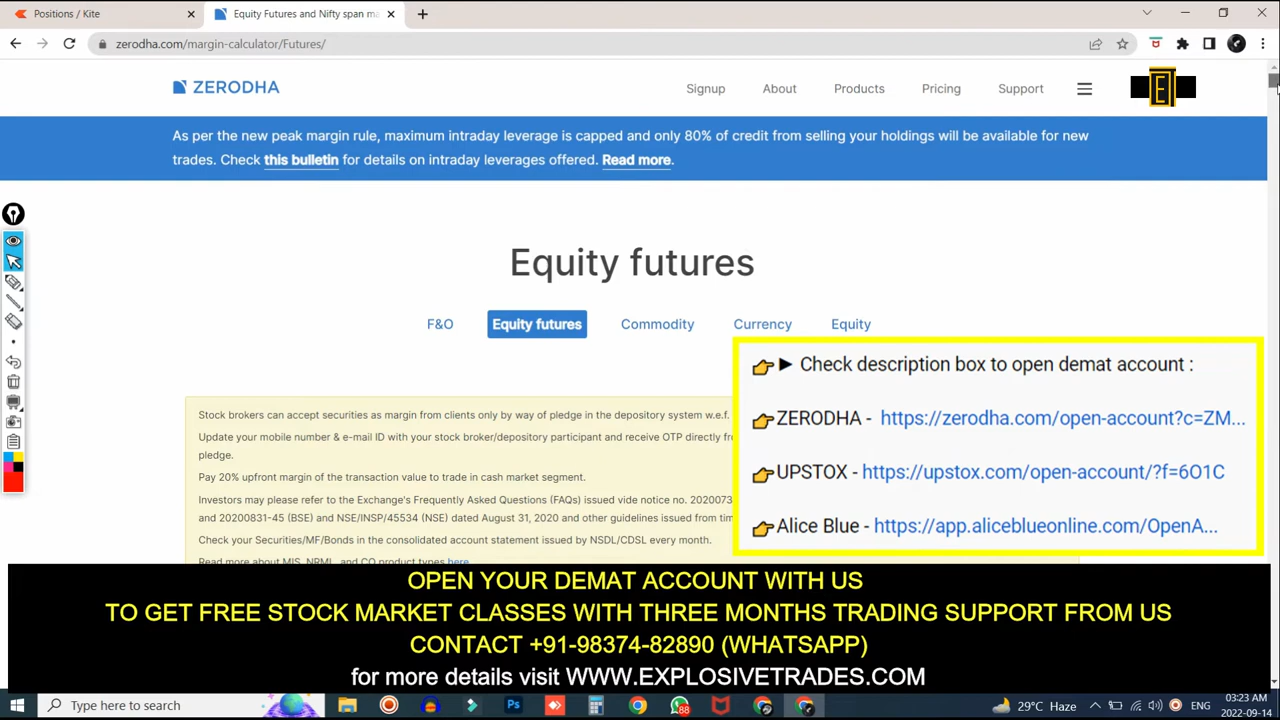 Positions / Kite
Equity Futures and Nifty span ma
zerodha.com/margin-calculator/Futures/
ZERODHA
Signup
About
Products
Pricing
Support
E
As per the new peak margin rule, maximum intraday leverage is capped and only 80% of credit from selling your holdings will be available for new
trades. Check this bulletin for details on intraday leverages offered. Read more.
Equity futures
F&O
Equity futures
Commodity
Currency
Equity
Stock brokers can accept securities as margin from clients only by way of pledge in the depository system w.e.f.
Update your mobile number & e-mail ID with your stock broker/depository participant and receive OTP directly fr
pledge.
Pay 20% upfront margin of the transaction value to trade in cash market segment.
Investors may please refer to the Exchange's Frequently Asked Questions (FAQs) issued vide notice no. 2020073
and 20200831-45 (BSE) and NSE/INSP/45534 (NSE) dated August 31, 2020 and other guidelines issued from tim
Check your Securities/MF/Bonds in the consolidated account statement issued by NSDL/CDSL every month.
Read more about MIS, NRML, and CO product types here
👉► Check description box to open demat account :
👉ZERODHA - https://zerodha.com/open-account?c=ZM...
👉UPSTOX - https://upstox.com/open-account/?f=6O1C
👉Alice Blue - https://app.aliceblueonline.com/OpenA...
OPEN YOUR DEMAT ACCOUNT WITH US
TO GET FREE STOCK MARKET CLASSES WITH THREE MONTHS TRADING SUPPORT FROM US
CONTACT +91-98374-82890 (WHATSAPP)
for more details visit WWW.EXPLOSIVETRADES.COM
Type here to search
Ps
88
29°C Haze
ENG
03:23 AM
2022-09-14